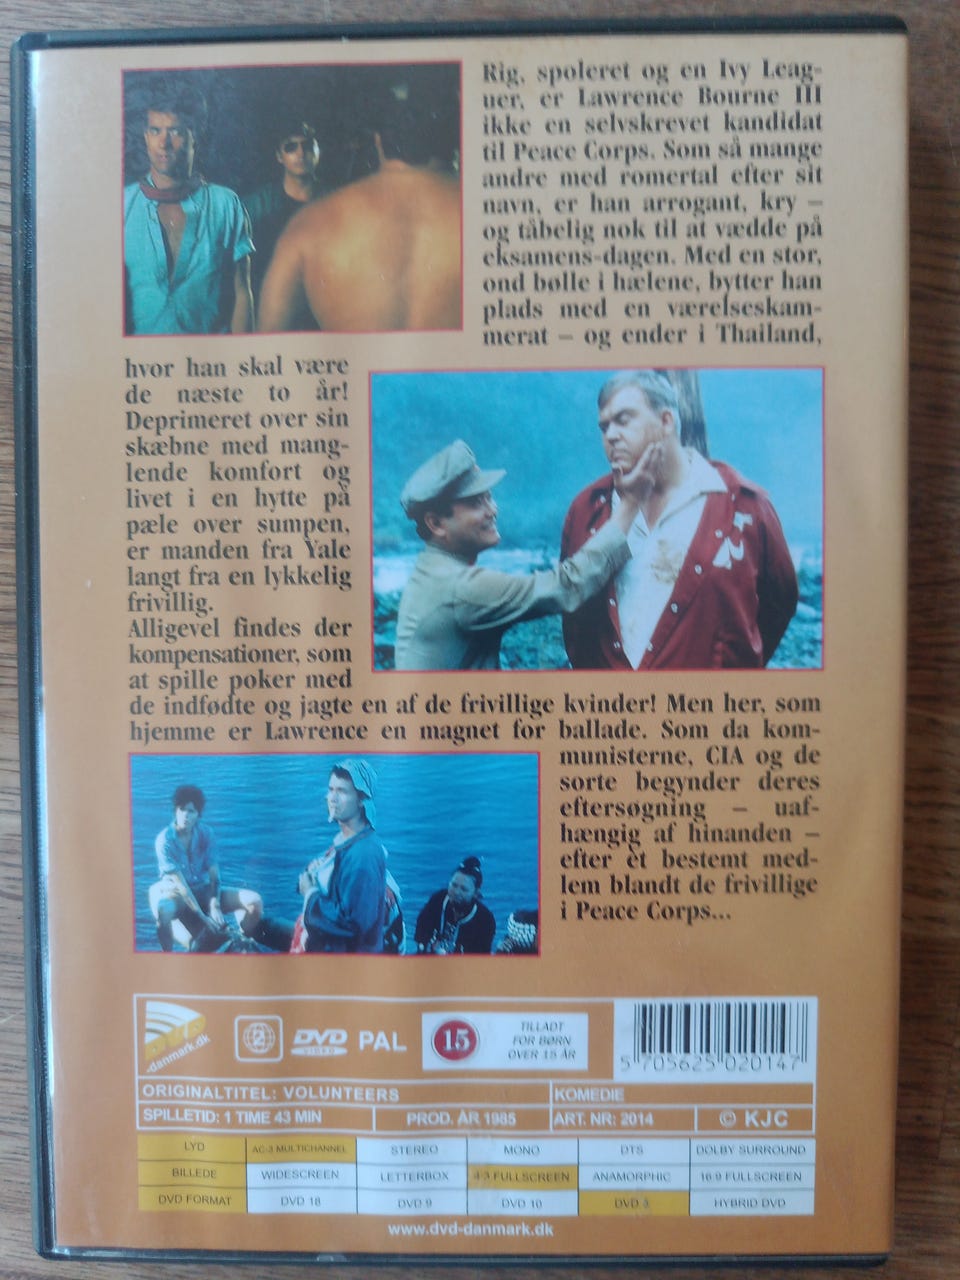 Rig, spoleret og en Ivy Leag-
uer, er Lawrence Bourne III
ikke en selvskrevet kandidat
til Peace Corps. Som så mange
andre med romertal efter sit
navn, er han arrogant, kry –
og tåbelig nok til at vædde på
eksamens-dagen. Med en stor,
ond bølle i hælene, bytter han
plads med en værelseskam-
merat – og ender i Thailand,
hvor han skal være
de næste to år!
Deprimeret over sin
skæbne med mang-
lende komfort og
livet i en hytte på
pæle over sumpen,
er manden fra Yale
langt fra en lykkelig
frivillig.
Alligevel findes der
kompensationer, som
at spille poker med
de indfødte og jagte en af de frivillige kvinder! Men her, som
hjemme er Lawrence en magnet for ballade. Som da kom-
munisterne, CIA og de
sorte begynder deres
eftersøgning – uaf-
hængig af hinanden –
efter èt bestemt med-
lem blandt de frivillige
i Peace Corps...
DVD -danmark.dk
2 DVD VIDEO PAL
15
TILLADT
FOR BØRN
OVER 15 ÅR
5 705625 020147
ORIGINALTITEL: VOLUNTEERS KOMEDIE
SPILLETID: 1 TIME 43 MIN PROD. ÅR 1985 ART. NR: 2014 © KJC
LYD AC-3 MULTICHANNEL STEREO MONO DTS DOLBY SURROUND
BILLEDE WIDESCREEN LETTERBOX 4:3 FULLSCREEN ANAMORPHIC 16:9 FULLSCREEN
DVD FORMAT DVD 18 DVD 9 DVD 10 DVD 5 HYBRID DVD
www.dvd-danmark.dk